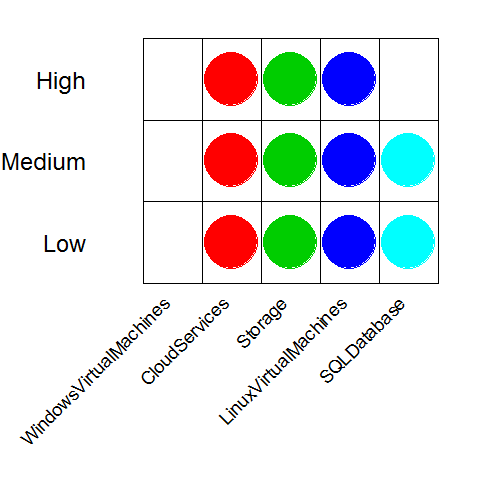 High
Medium
Low
WindowsVirtualMachines
CloudServices
Storage
LinuxVirtualMachines
SQLDatabase